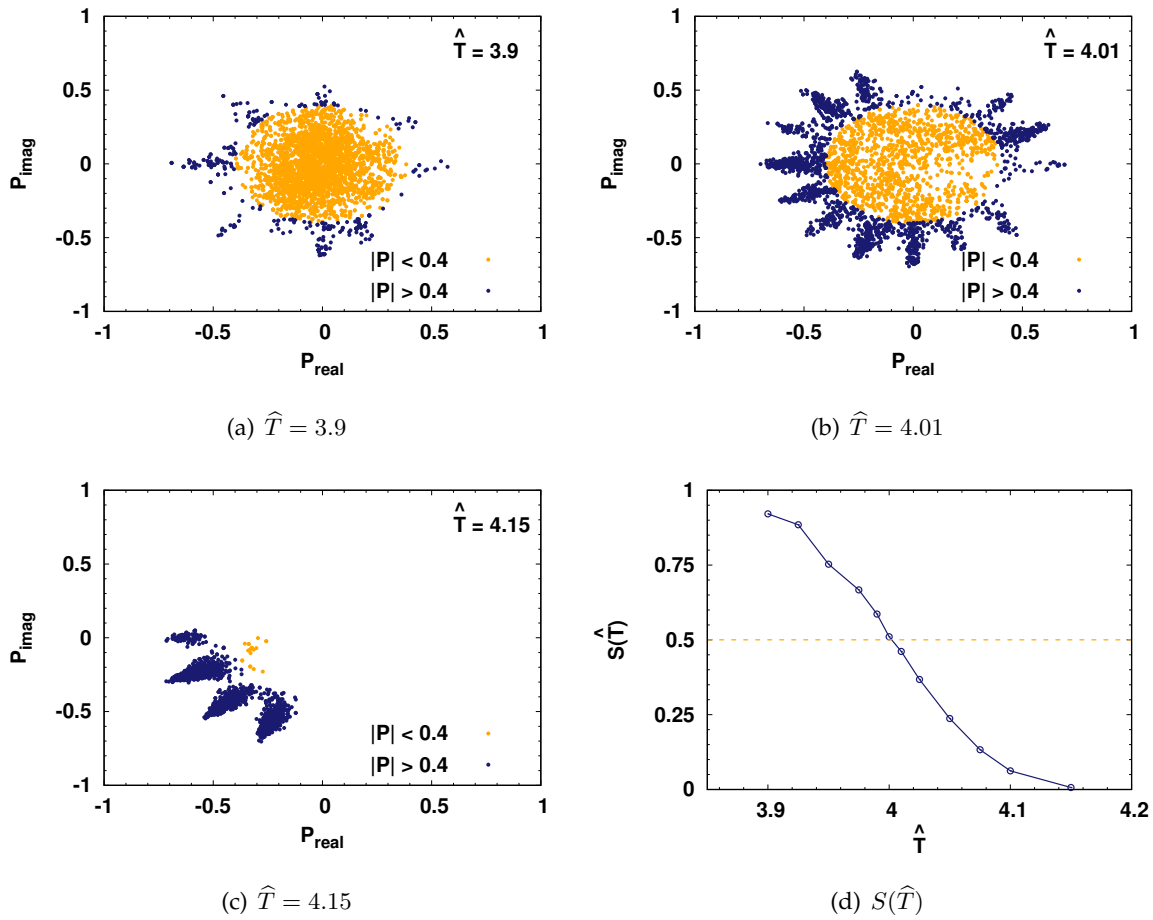 T̂ = 3.9
1
0.5
0
-0.5
-1
P_imag
|P| < 0.4
|P| > 0.4
-1 -0.5 0 0.5 1
P_real
(a) T̂ = 3.9
T̂ = 4.01
1
0.5
0
-0.5
-1
P_imag
|P| < 0.4
|P| > 0.4
-1 -0.5 0 0.5 1
P_real
(b) T̂ = 4.01
T̂ = 4.15
1
0.5
0
-0.5
-1
P_imag
|P| < 0.4
|P| > 0.4
-1 -0.5 0 0.5 1
P_real
(c) T̂ = 4.15
1
0.75
0.5
0.25
0
S(T̂)
3.9 4 4.1 4.2
T̂
(d) S(T̂)